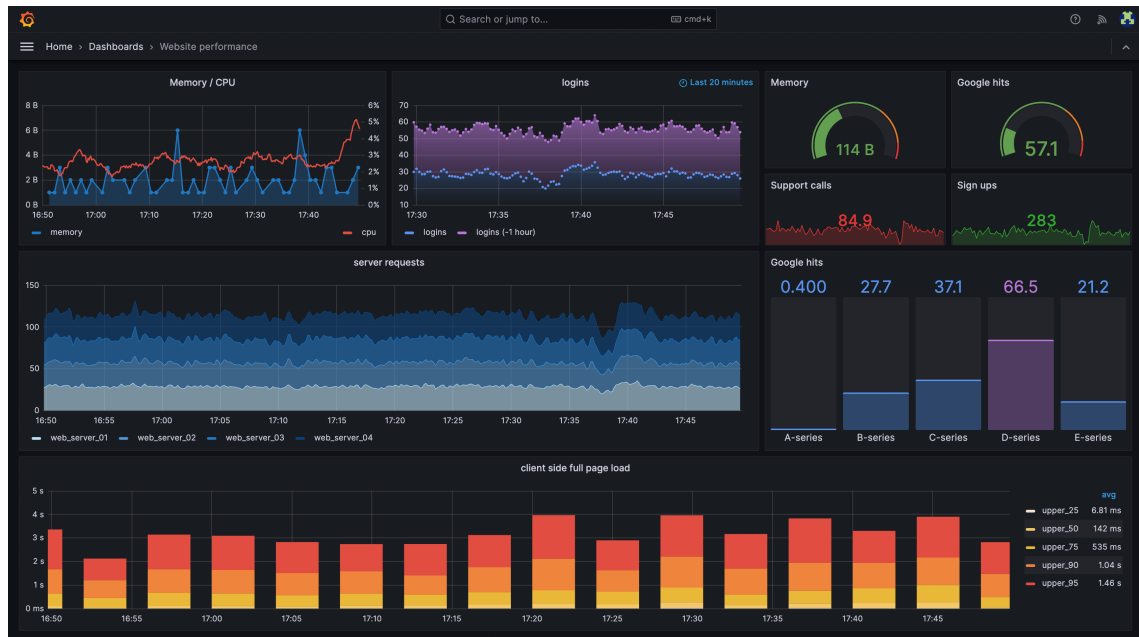 Search or jump to... cmd+k
Home › Dashboards › Website performance
Memory / CPU
8 B
6 B
4 B
2 B
0 B
6%
5%
4%
3%
2%
1%
0%
16:50 17:00 17:10 17:20 17:30 17:40
memory cpu
logins
Last 20 minutes
70
60
50
40
30
20
10
17:30 17:35 17:40 17:45
logins logins (-1 hour)
Memory
114 B
Google hits
57.1
Support calls
84.9
Sign ups
283
server requests
150
100
50
0
16:50 16:55 17:00 17:05 17:10 17:15 17:20 17:25 17:30 17:35 17:40 17:45
web_server_01 web_server_02 web_server_03 web_server_04
Google hits
0.400 27.7 37.1 66.5 21.2
A-series B-series C-series D-series E-series
client side full page load
5 s
4 s
3 s
2 s
1 s
0 ms
16:50 16:55 17:00 17:05 17:10 17:15 17:20 17:25 17:30 17:35 17:40 17:45
avg
upper_25 6.81 ms
upper_50 142 ms
upper_75 535 ms
upper_90 1.04 s
upper_95 1.46 s